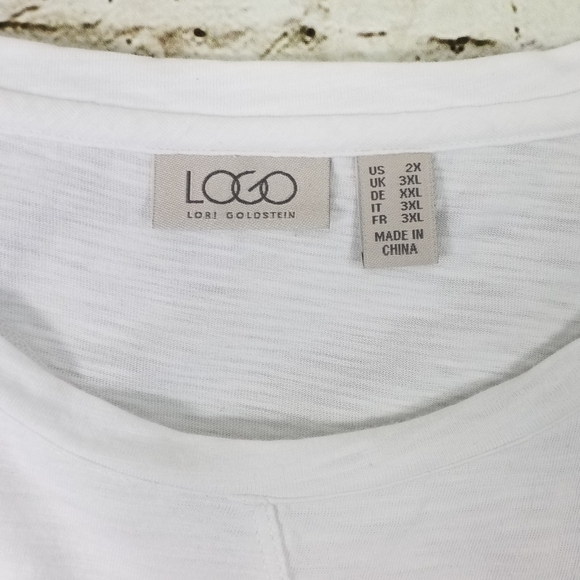 LOGO
LORI GOLDSTEIN
US 2X
UK 3XL
DE XXL
IT 3XL
FR 3XL
MADE IN
CHINA